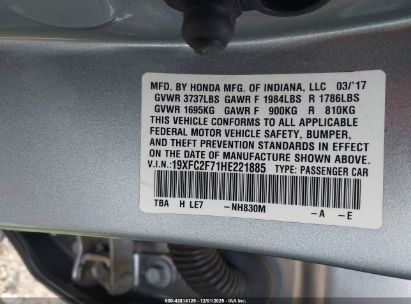 MFD. BY HONDA MFG. OF INDIANA, LLC 03/'17
GVWR 3737LBS GAWR F 1984LBS R 1786LBS
GVWR 1695KG GAWR F 900KG R 810KG
THIS VEHICLE CONFORMS TO ALL APPLICABLE
FEDERAL MOTOR VEHICLE SAFETY, BUMPER,
AND THEFT PREVENTION STANDARDS IN
EFFECT ON THE DATE OF MANUFACTURE SHOWN ABOVE.
V.I.N.: 19XFC2F71HE221885 TYPE: PASSENGER CAR
TBA H LE7 -NH830M -A -E